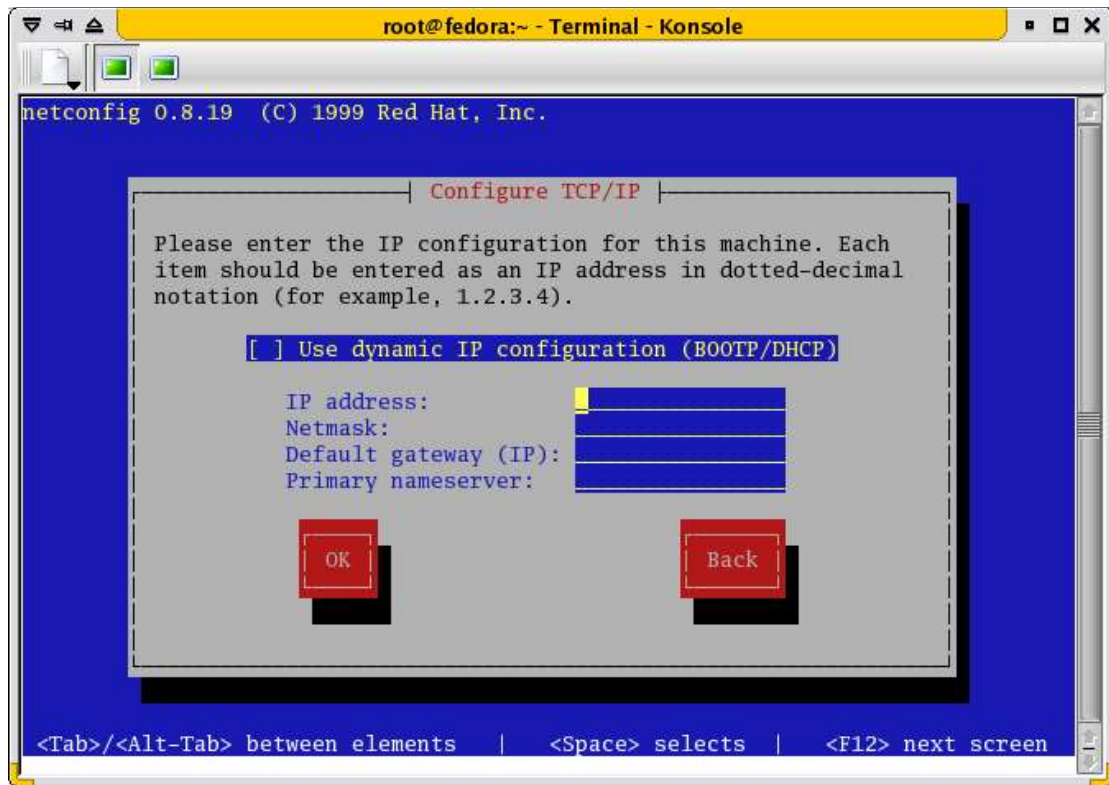 root@fedora:~ - Terminal - Konsole
netconfig 0.8.19  (C) 1999 Red Hat, Inc.
Configure TCP/IP
Please enter the IP configuration for this machine. Each
item should be entered as an IP address in dotted-decimal
notation (for example, 1.2.3.4).
[ ] Use dynamic IP configuration (BOOTP/DHCP)
IP address:
Netmask:
Default gateway (IP):
Primary nameserver:
OK Back
<Tab>/<Alt-Tab> between elements | <Space> selects | <F12> next screen